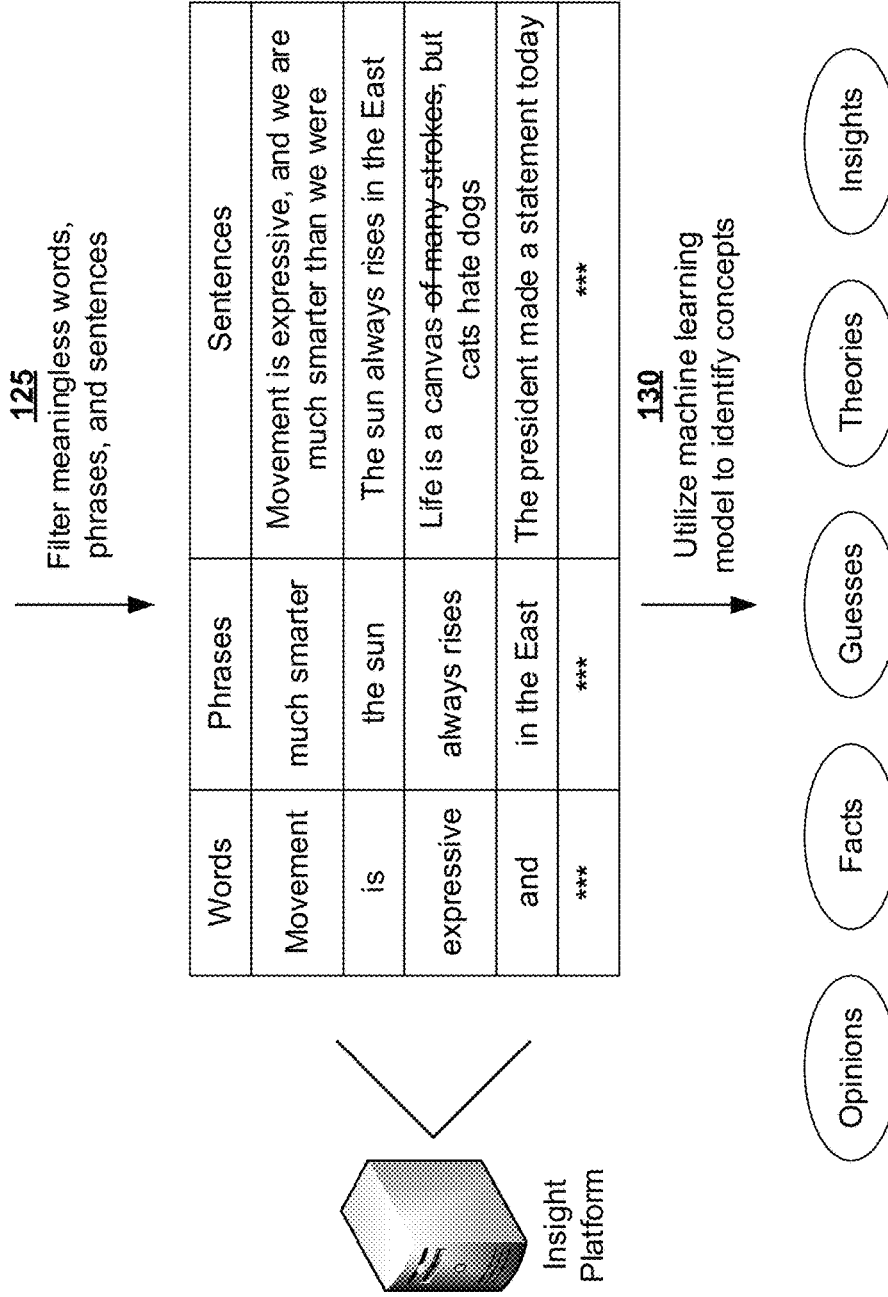 125
Filter meaningless words,
phrases, and sentences
Insight
Platform
Words Phrases Sentences
Movement much smarter Movement is expressive, and we are
much smarter than we were
is the sun The sun always rises in the East
expressive always rises Life is a canvas of many strokes, but
cats hate dogs
and in the East The president made a statement today
*** *** ***
130
Utilize machine learning
model to identify concepts
Opinions Facts Guesses Theories Insights